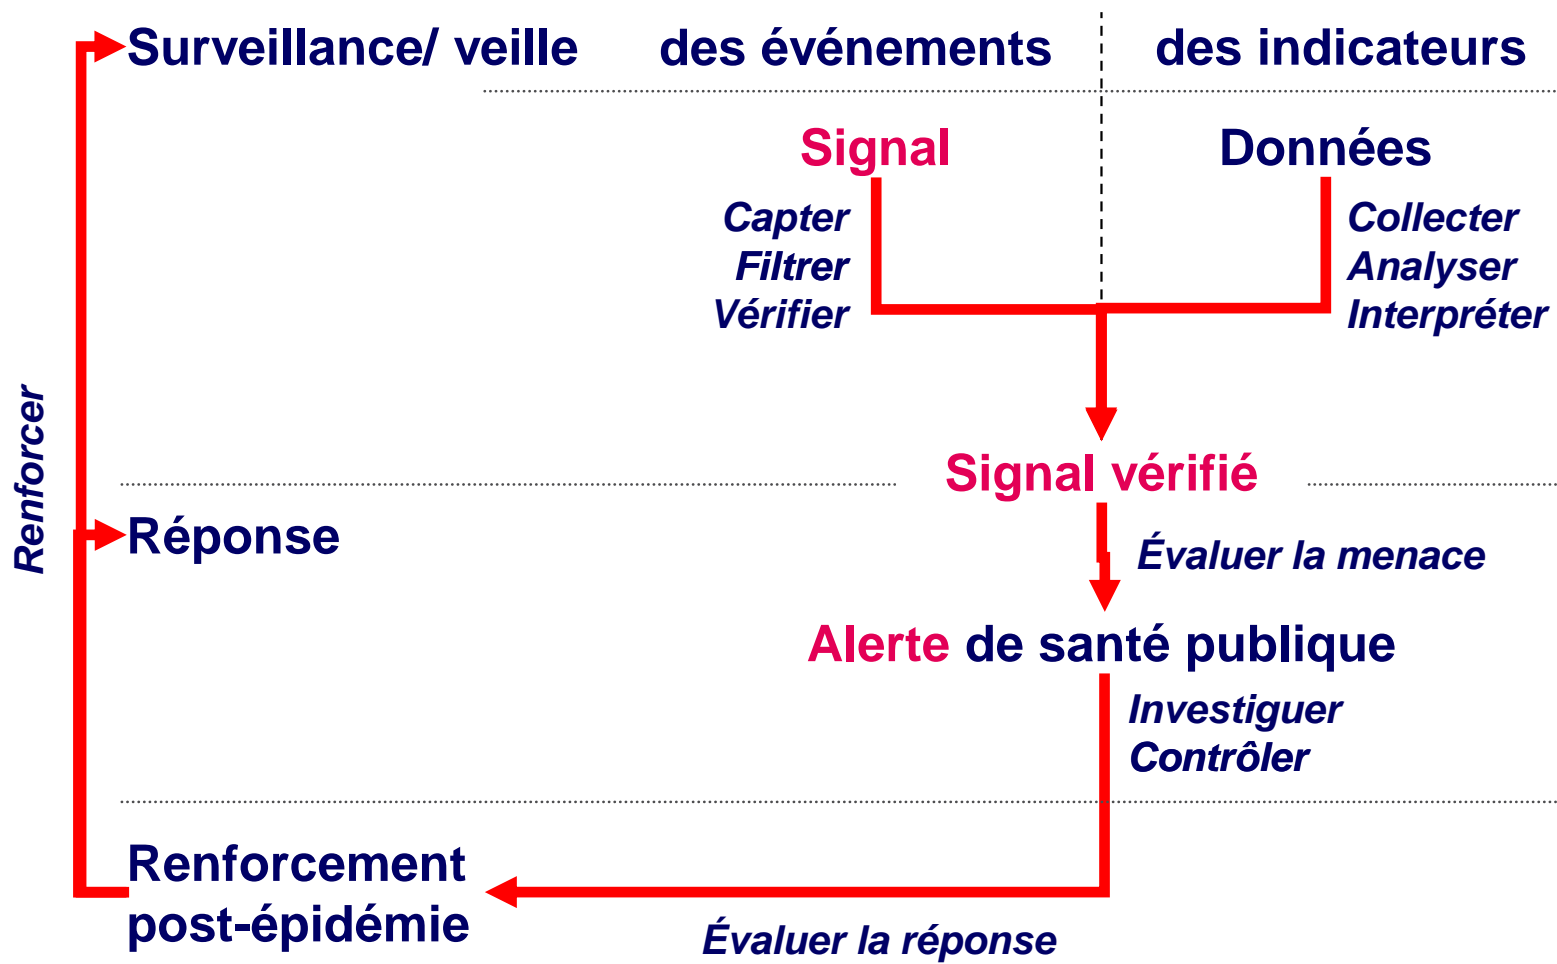 Surveillance/ veille
des événements
des indicateurs
Signal
Données
Capter
Filtrer
Vérifier
Collecter
Analyser
Interpréter
Renforcer
Signal vérifié
Réponse
Évaluer la menace
Alerte de santé publique
Investiguer
Contrôler
Renforcement
post-épidémie
Évaluer la réponse